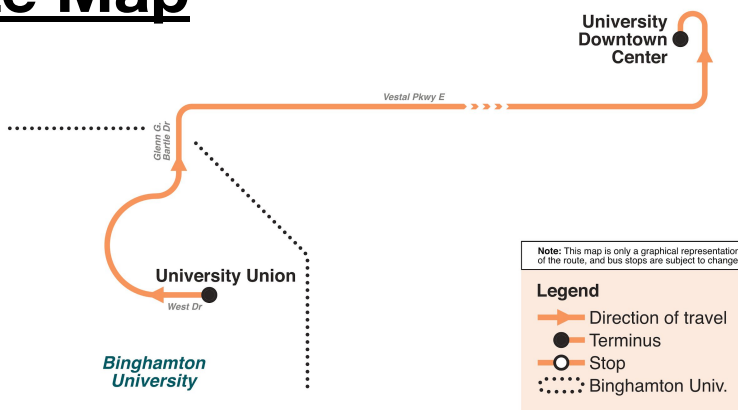 Map
University
Downtown
Center
Vestal Pkwy E
Glenn G.
Bartle Dr
University Union
West Dr
Binghamton
University
Note: This map is only a graphical representation
of the route, and bus stops are subject to change
Legend
Direction of travel
Terminus
Stop
Binghamton Univ.